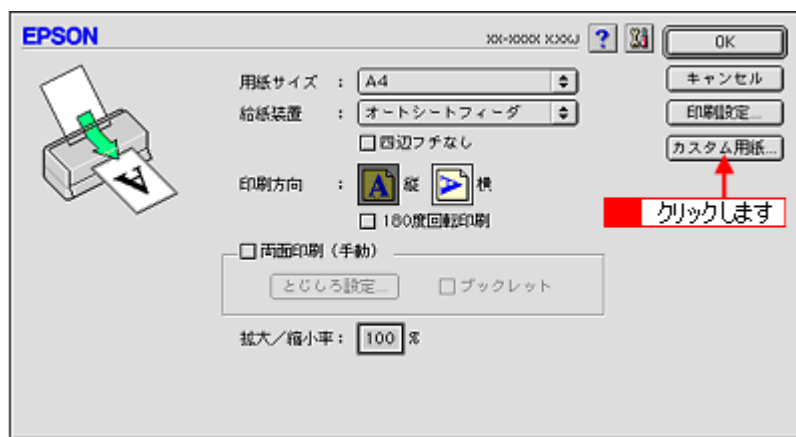 EPSON
XX-XXXX X.XXJ
?
OK
用紙サイズ : A4
キャンセル
給紙装置 : オートシートフィーダ
印刷設定...
四辺フチなし
カスタム用紙...
印刷方向 : A 縦 A 横
クリックします
180度回転印刷
両面印刷（手動）
とじしろ設定...
ブックレット
拡大／縮小率: 100 %
A